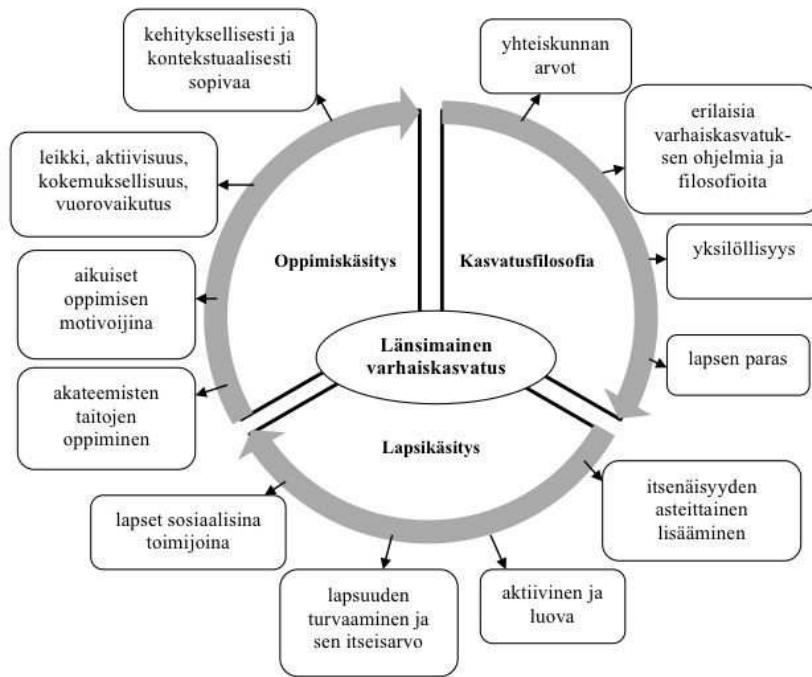 kehityksellisesti ja
kontekstuaalisesti
sopivaa
yhteiskunnan
arvot
erilaisia
varhaiskasvatuk-
sen ohjelmia ja
filosofioita
leikki, aktiivisuus,
kokemuksellisuus,
vuorovaikutus
yksilöllisyys
Oppimiskäsitys
Kasvatusfilosofia
aikuiset
oppimisen
motivoijina
Länsimainen
varhaiskasvatus
lapsen paras
akateemisten
taitojen
oppiminen
Lapsikäsitys
itsenäisyyden
asteittainen
lisääminen
lapset sosiaalisina
toimijoina
lapsuuden
turvaaminen ja
sen itseisarvo
aktiivinen ja
luova